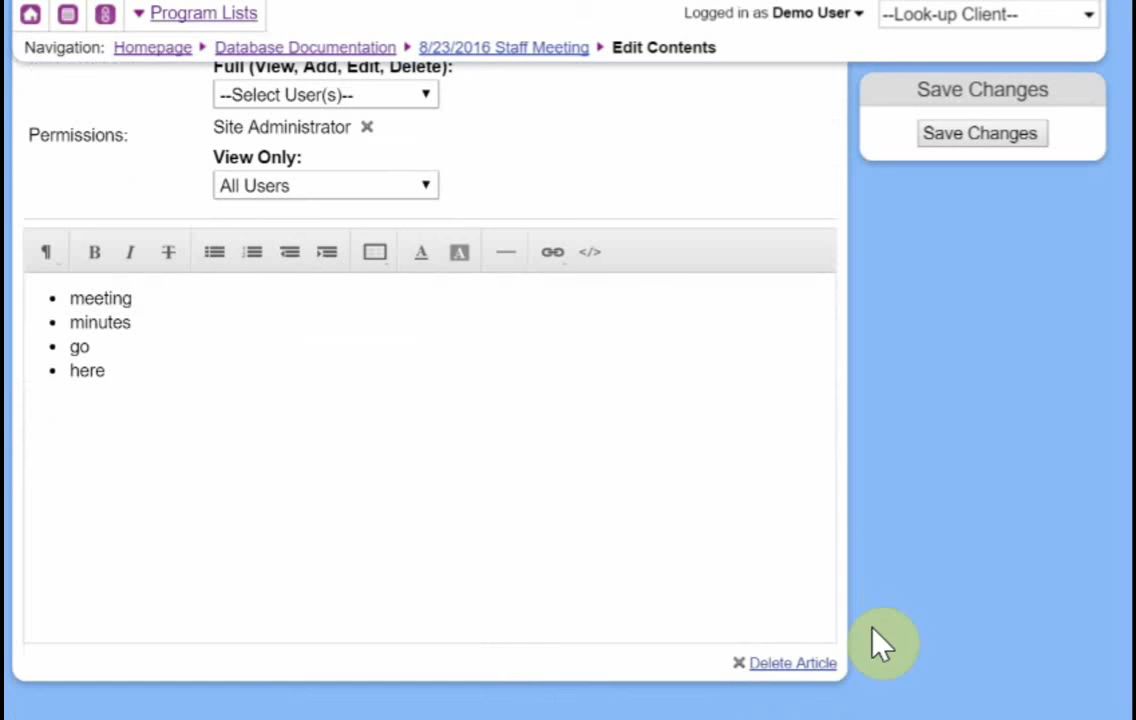 Program Lists
Logged in as Demo User
--Look-up Client--
Navigation: Homepage Database Documentation 8/23/2016 Staff Meeting Edit Contents
Full (View, Add, Edit, Delete):
--Select User(s)--
Permissions:
Site Administrator
View Only:
All Users
Save Changes
Save Changes
¶ B I T A A </>
• meeting
• minutes
• go
• here
Delete Article